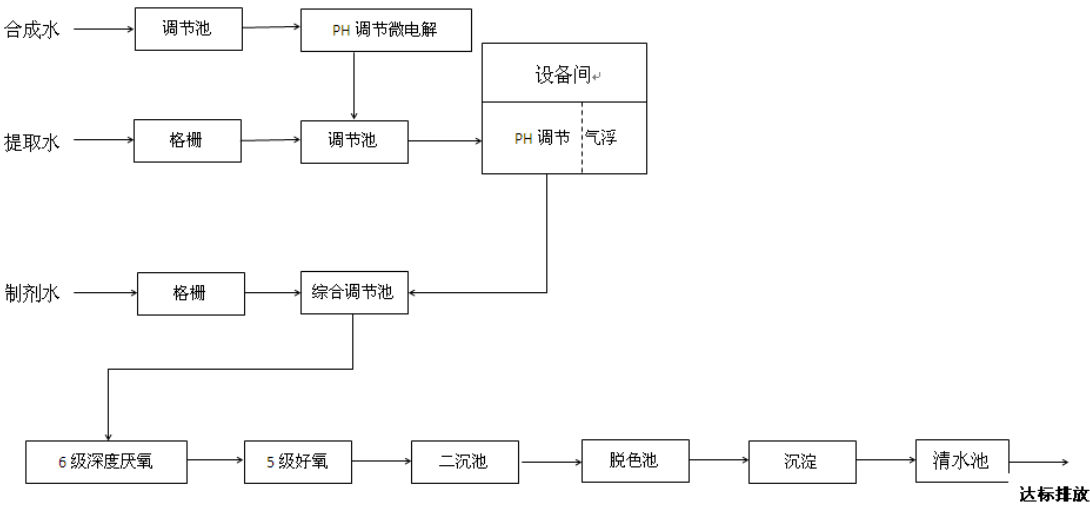 合成水
调节池
PH 调节微电解
设备间
提取水
格栅
调节池
PH 调节
气浮
制剂水
格栅
综合调节池
6级深度厌氧
5级好氧
二沉池
脱色池
沉淀
清水池
达标排放